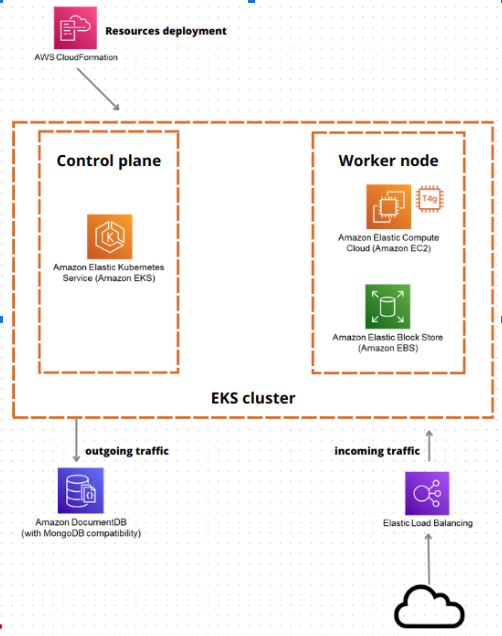 Resources deployment
AWS CloudFormation
Control plane
Worker node
T4g
Amazon Elastic Compute
Cloud (Amazon EC2)
Amazon Elastic Kubernetes
Service (Amazon EKS)
Amazon Elastic Block Store
(Amazon EBS)
EKS cluster
outgoing traffic
incoming traffic
Amazon DocumentDB
(with MongoDB compatibility)
Elastic Load Balancing